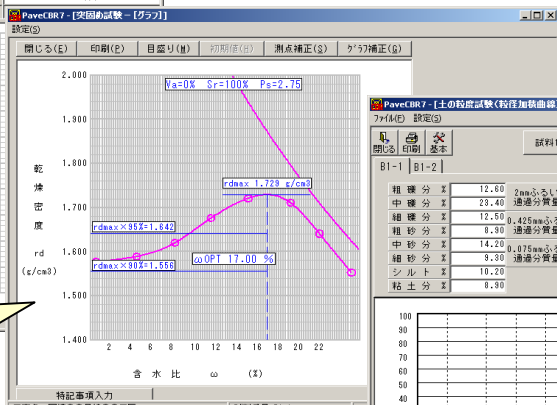 PaveCBR7 - [突固め試験 − [グラフ]]
設定(S)
閉じる(E) 印刷(P) 目盛り(M) 初期値(H) 測点補正(S) グラフ補正(G)
Va=0% Sr=100% Ps=2.75
2.000
1.900
1.800
1.700
1.600
1.500
1.400
乾
燥
密
度
rd
(g/cm3)
rdmax 1.729 g/cm3
rdmax×95%=1.642
ωOPT 17.00 %
rdmax×90%=1.556
2 4 6 8 10 12 14 16 18 20 22
含 水 比 ω (%)
特記事項入力
PaveCBR7 - [土の粒度試験(粒径加積曲線)
ファイル(F) 設定(S)
閉じる 印刷 基本
B1-1 B1-2
粗 礫 分 % 12.60
中 礫 分 % 23.40
細 礫 分 % 12.50
粗 砂 分 % 8.90
中 砂 分 % 14.20
細 砂 分 % 9.30
シ ル ト % 10.20
粘 土 分 % 8.90
2mmふるい
通過分質量
0.425mmふる
通過分質量
0.075mmふる
通過分質量
100
90
80
70
60
50
40